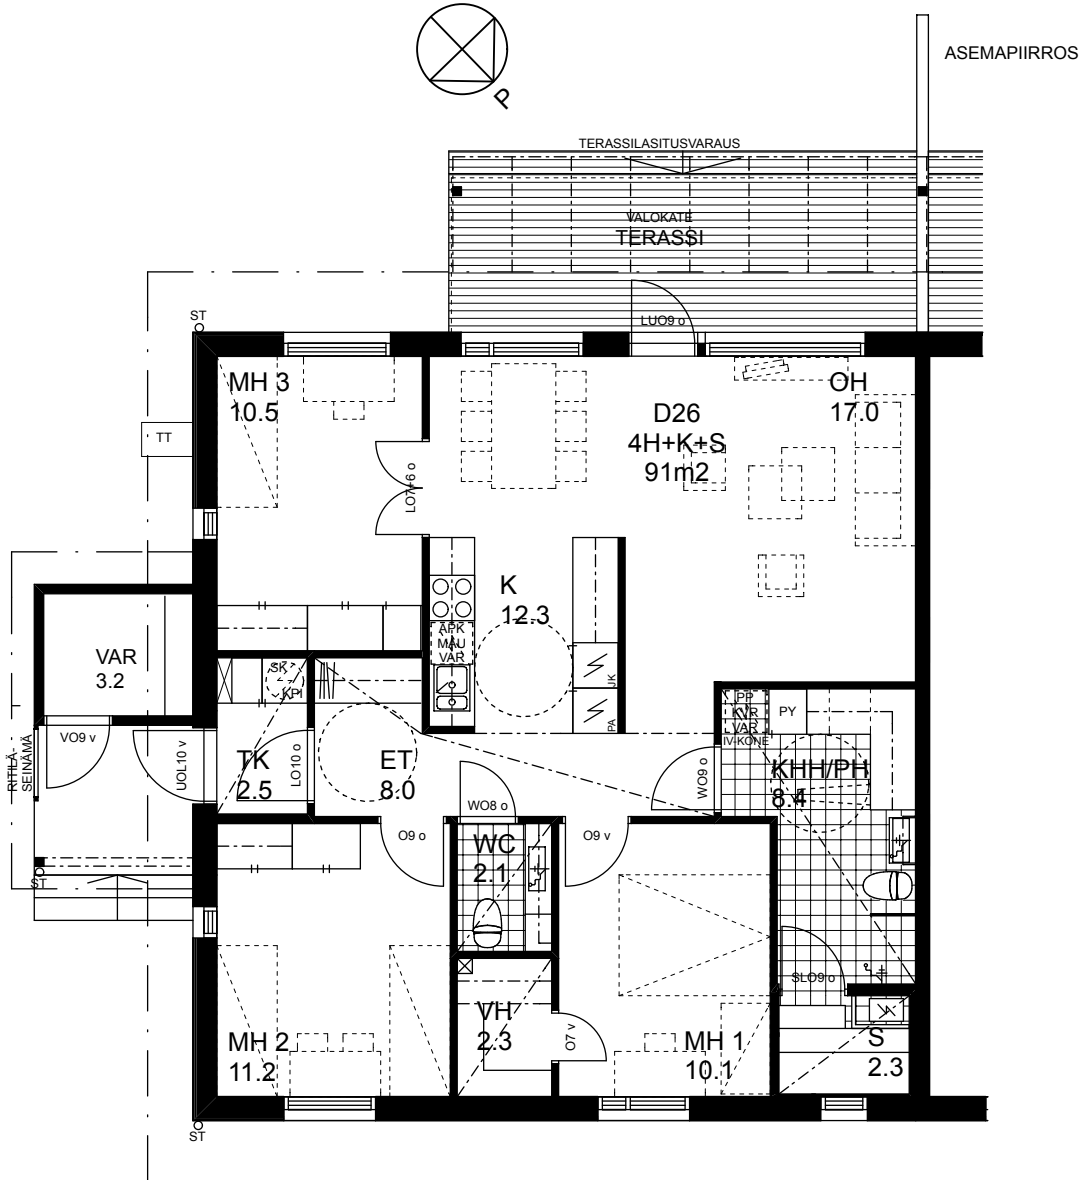 ASEMAPIIRROS
P
TERASSILASITUSVARAUS
VALOKATE
TERASSI
LUO9 o
ST
MH 3
10.5
D26
4H+K+S
91m2
OH
17.0
TT
LO7+6 o
K
12.3
APK
MAU
VAR
JK
PA
VAR
3.2
SK
KPI
PP
KVR
VAR
IV-KONE
PY
RITILÄ-
SEINÄMÄ
VO9 v
UOL10 v
TK
2.5
LO10 o
ET
8.0
WO8 o
WO9 o
KHH/PH
8.4
O9 o
WC
2.1
O9 v
ST
SLO9 o
VH
2.3
O7 v
MH 2
11.2
MH 1
10.1
S
2.3
ST